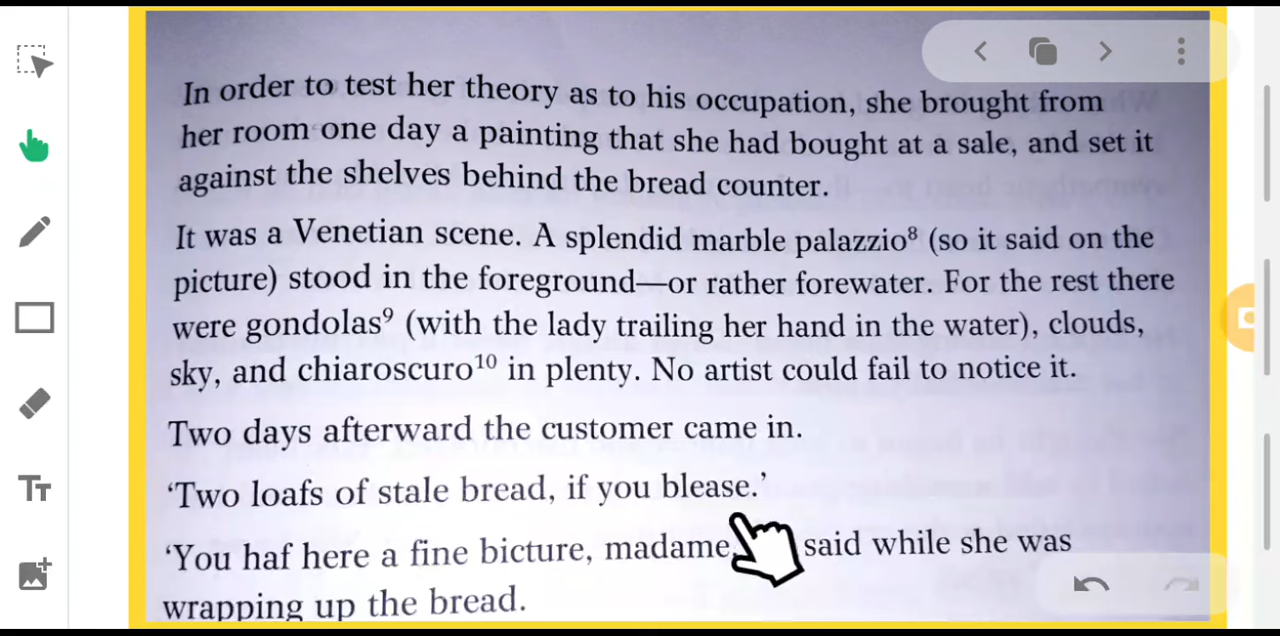 In order to test her theory as to his occupation, she brought from
her room one day a painting that she had bought at a sale, and set it
against the shelves behind the bread counter.
It was a Venetian scene. A splendid marble palazzio⁸ (so it said on the
picture) stood in the foreground—or rather forewater. For the rest there
were gondolas⁹ (with the lady trailing her hand in the water), clouds,
sky, and chiaroscuro¹⁰ in plenty. No artist could fail to notice it.
Two days afterward the customer came in.
‘Two loafs of stale bread, if you blease.’
‘You haf here a fine bicture, madame said while she was
wrapping up the bread.
TT